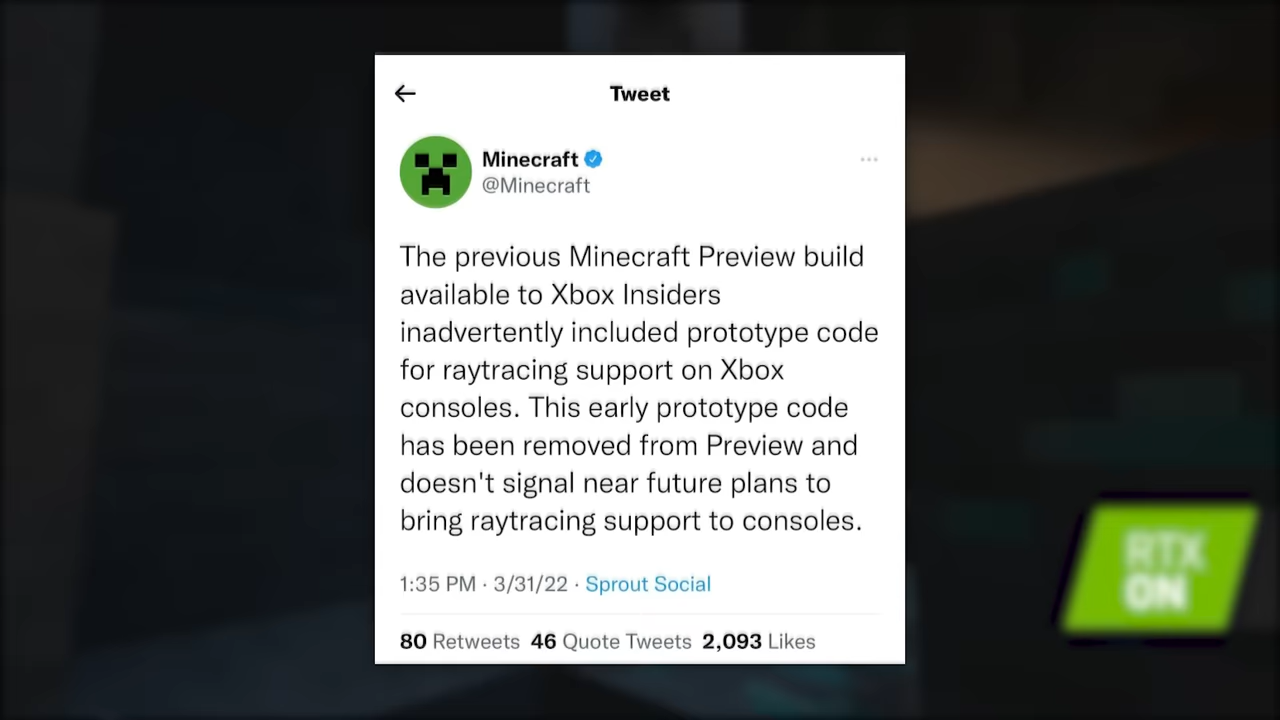 Tweet
Minecraft
@Minecraft
The previous Minecraft Preview build
available to Xbox Insiders
inadvertently included prototype code
for raytracing support on Xbox
consoles. This early prototype code
has been removed from Preview and
doesn't signal near future plans to
bring raytracing support to consoles.
1:35 PM · 3/31/22 · Sprout Social
80 Retweets 46 Quote Tweets 2,093 Likes
RTX
ON